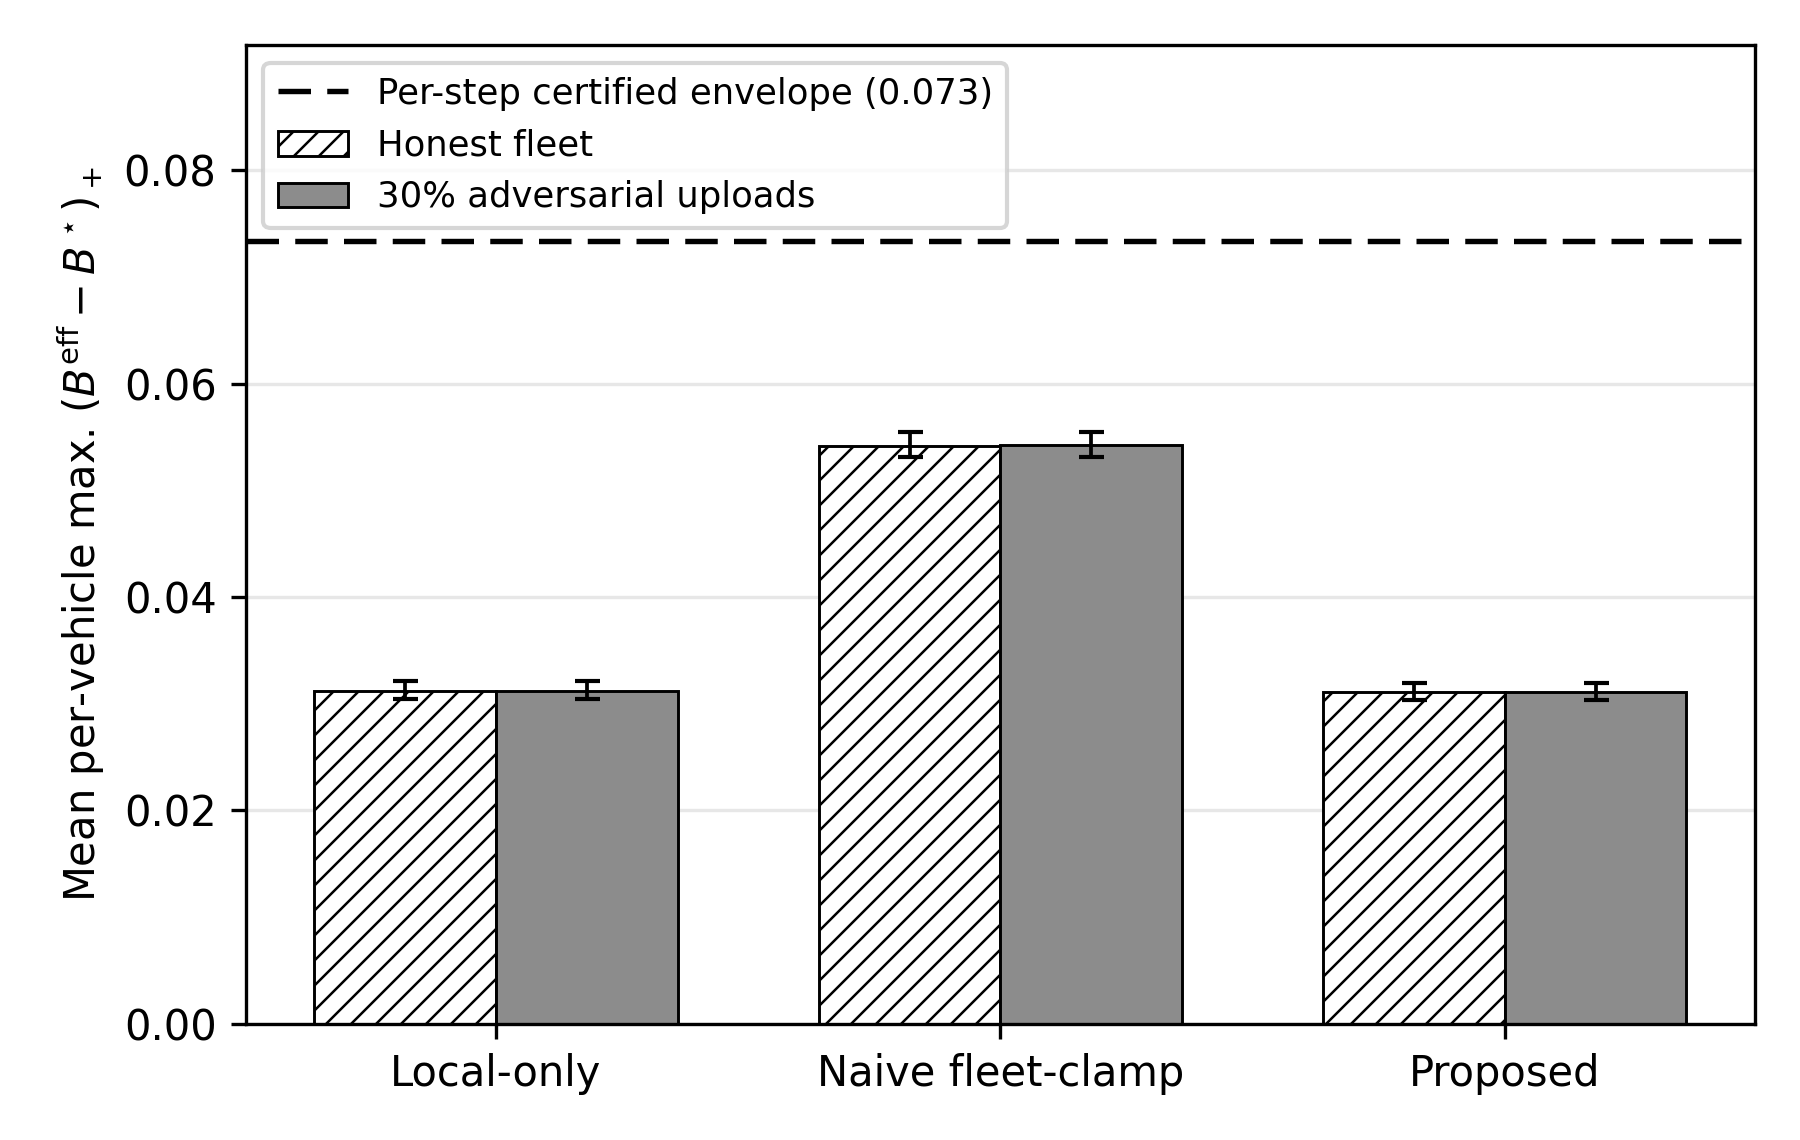 Per-step certified envelope (0.073)
Honest fleet
30% adversarial uploads
Mean per-vehicle max. (B^eff − B^⋆)_+
0.08
0.06
0.04
0.02
0.00
Local-only
Naive fleet-clamp
Proposed